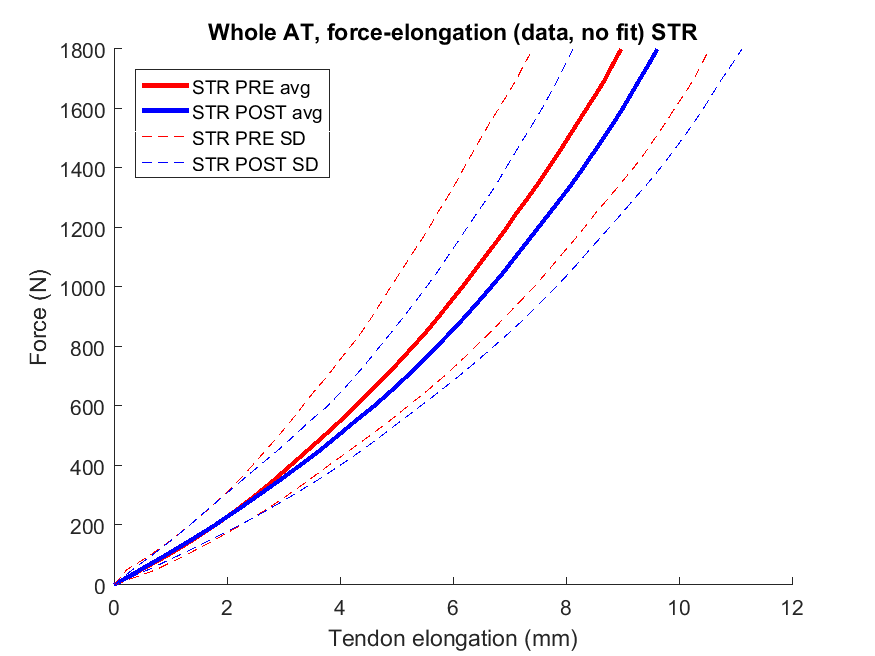 Whole AT, force-elongation (data, no fit) STR
STR PRE avg
STR POST avg
STR PRE SD
STR POST SD
Force (N)
1800
1600
1400
1200
1000
800
600
400
200
0
0 2 4 6 8 10 12
Tendon elongation (mm)